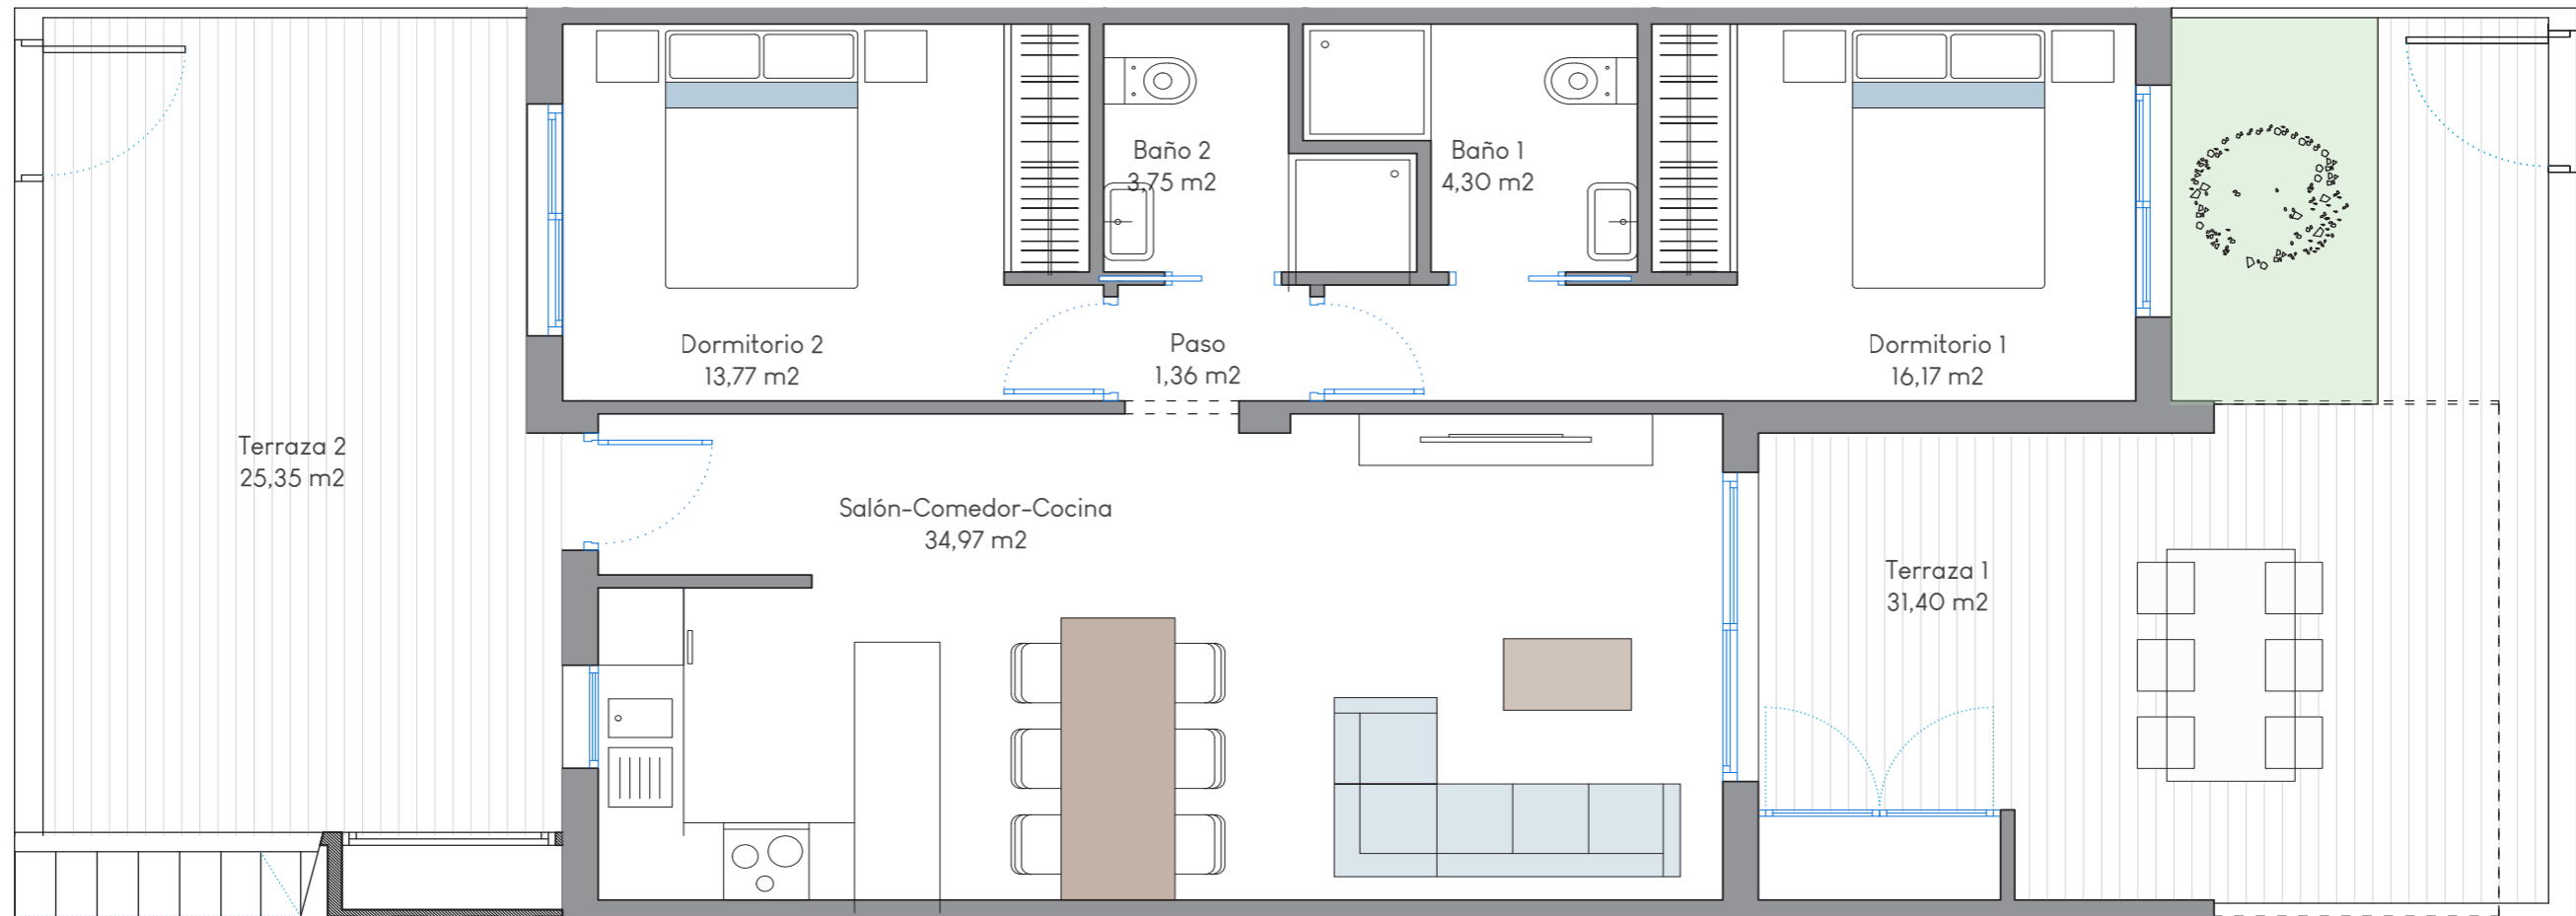 Baño 2
3,75 m2
Baño 1
4,30 m2
Dormitorio 2
13,77 m2
Paso
1,36 m2
Dormitorio 1
16,17 m2
Terraza 2
25,35 m2
Salón-Comedor-Cocina
34,97 m2
Terraza 1
31,40 m2